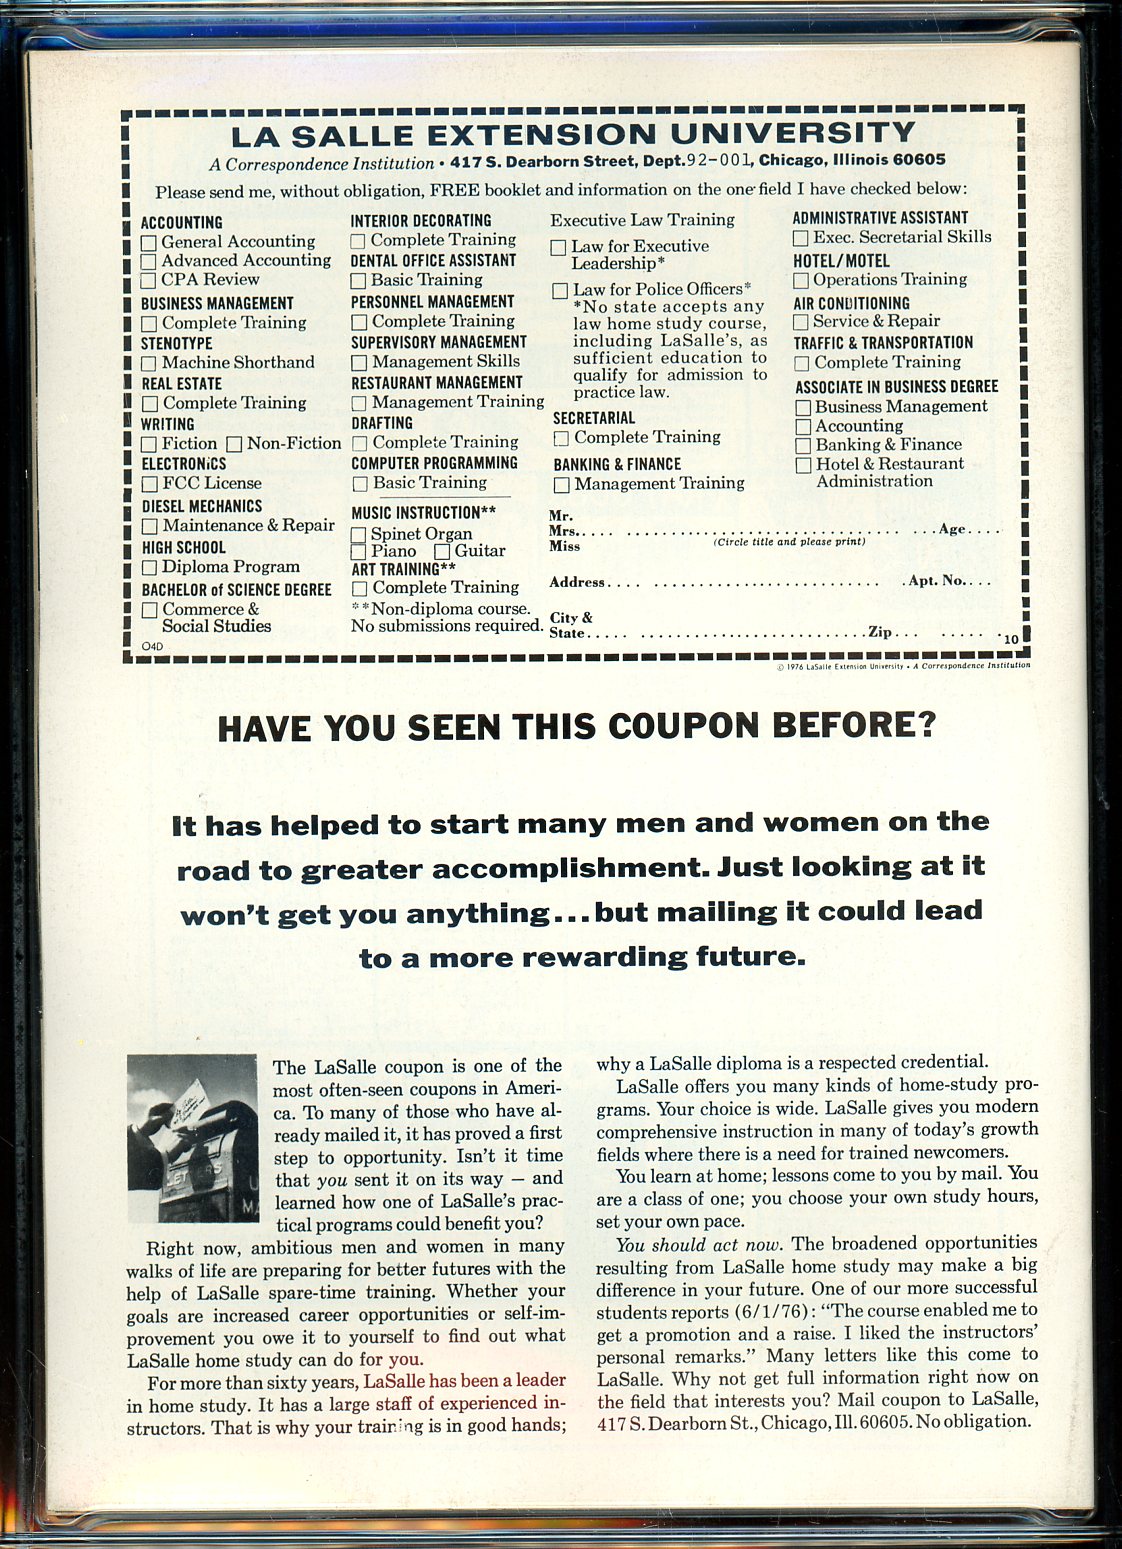 LA SALLE EXTENSION UNIVERSITY
A Correspondence Institution • 417 S. Dearborn Street, Dept. 92-001, Chicago, Illinois 60605
Please send me, without obligation, FREE booklet and information on the one field I have checked below:
ACCOUNTING
General Accounting
Advanced Accounting
CPA Review
BUSINESS MANAGEMENT
Complete Training
STENOTYPE
Machine Shorthand
REAL ESTATE
Complete Training
WRITING
Fiction Non-Fiction
ELECTRONICS
FCC License
DIESEL MECHANICS
Maintenance & Repair
HIGH SCHOOL
Diploma Program
BACHELOR of SCIENCE DEGREE
Commerce &
Social Studies
O4D
INTERIOR DECORATING
Complete Training
DENTAL OFFICE ASSISTANT
Basic Training
PERSONNEL MANAGEMENT
Complete Training
SUPERVISORY MANAGEMENT
Management Skills
RESTAURANT MANAGEMENT
Management Training
DRAFTING
Complete Training
COMPUTER PROGRAMMING
Basic Training
MUSIC INSTRUCTION**
Spinet Organ
Piano Guitar
ART TRAINING**
Complete Training
**Non-diploma course.
No submissions required.
Executive Law Training
Law for Executive
Leadership*
Law for Police Officers*
*No state accepts any
law home study course,
including LaSalle's, as
sufficient education to
qualify for admission to
practice law.
SECRETARIAL
Complete Training
BANKING & FINANCE
Management Training
ADMINISTRATIVE ASSISTANT
Exec. Secretarial Skills
HOTEL/MOTEL
Operations Training
AIR CONDITIONING
Service & Repair
TRAFFIC & TRANSPORTATION
Complete Training
ASSOCIATE IN BUSINESS DEGREE
Business Management
Accounting
Banking & Finance
Hotel & Restaurant
Administration
Mr.
Mrs. Age
Miss (Circle title and please print)
Address Apt. No.
City &
State Zip
10
© 1976 LaSalle Extension University • A Correspondence Institution
HAVE YOU SEEN THIS COUPON BEFORE?
It has helped to start many men and women on the
road to greater accomplishment. Just looking at it
won't get you anything...but mailing it could lead
to a more rewarding future.
LETTERS
U
MA
The LaSalle coupon is one of the
most often-seen coupons in Ameri-
ca. To many of those who have al-
ready mailed it, it has proved a first
step to opportunity. Isn't it time
that you sent it on its way — and
learned how one of LaSalle's prac-
tical programs could benefit you?
Right now, ambitious men and women in many
walks of life are preparing for better futures with the
help of LaSalle spare-time training. Whether your
goals are increased career opportunities or self-im-
provement you owe it to yourself to find out what
LaSalle home study can do for you.
For more than sixty years, LaSalle has been a leader
in home study. It has a large staff of experienced in-
structors. That is why your training is in good hands;
why a LaSalle diploma is a respected credential.
LaSalle offers you many kinds of home-study pro-
grams. Your choice is wide. LaSalle gives you modern
comprehensive instruction in many of today's growth
fields where there is a need for trained newcomers.
You learn at home; lessons come to you by mail. You
are a class of one; you choose your own study hours,
set your own pace.
You should act now. The broadened opportunities
resulting from LaSalle home study may make a big
difference in your future. One of our more successful
students reports (6/1/76): "The course enabled me to
get a promotion and a raise. I liked the instructors'
personal remarks." Many letters like this come to
LaSalle. Why not get full information right now on
the field that interests you? Mail coupon to LaSalle,
417 S. Dearborn St., Chicago, Ill. 60605. No obligation.